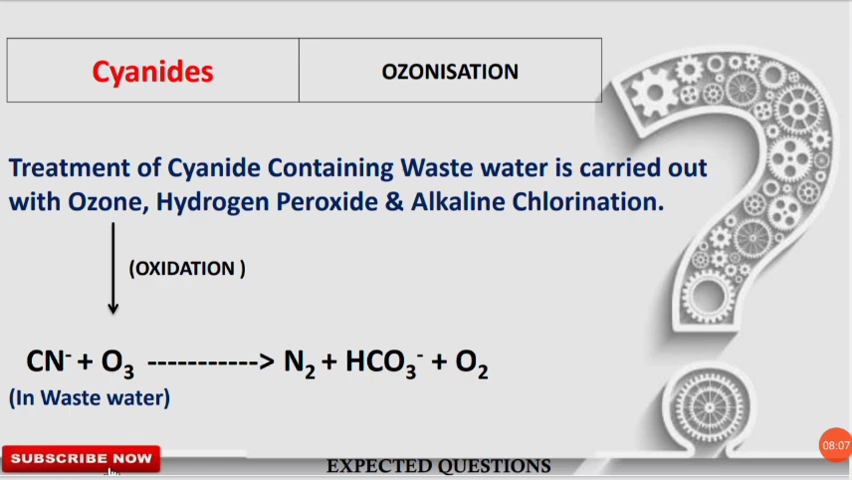 Cyanides
OZONISATION
Treatment of Cyanide Containing Waste water is carried out
with Ozone, Hydrogen Peroxide & Alkaline Chlorination.
(OXIDATION )
CN⁻ + O₃ -----------> N₂ + HCO₃⁻ + O₂
(In Waste water)
08:07
SUBSCRIBE NOW
EXPECTED QUESTIONS